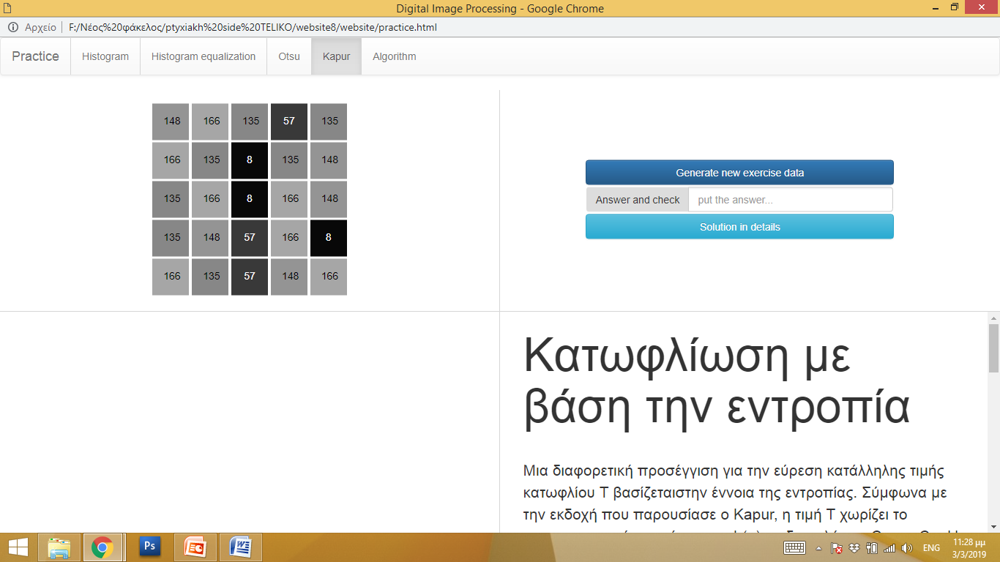 Digital Image Processing - Google Chrome
Αρχείο F:/Νέος%20φάκελος/ptyxiakh%20side%20TELIKO/website8/website/practice.html
Practice Histogram Histogram equalization Otsu Kapur Algorithm
148 166 135 57 135
166 135 8 135 148
135 166 8 166 148
135 148 57 166 8
166 135 57 148 166
Generate new exercise data
Answer and check put the answer...
Solution in details
Κατωφλίωση με
βάση την εντροπία
Μια διαφορετική προσέγγιση για την εύρεση κατάλληλης τιμής
κατωφλίου Τ βασίζεταιστην έννοια της εντροπίας. Σύμφωνα με
την εκδοχή που παρουσίασε ο Kapur, η τιμή Τ χωρίζει το
Ps
ENG
11:28 μμ
3/3/2019